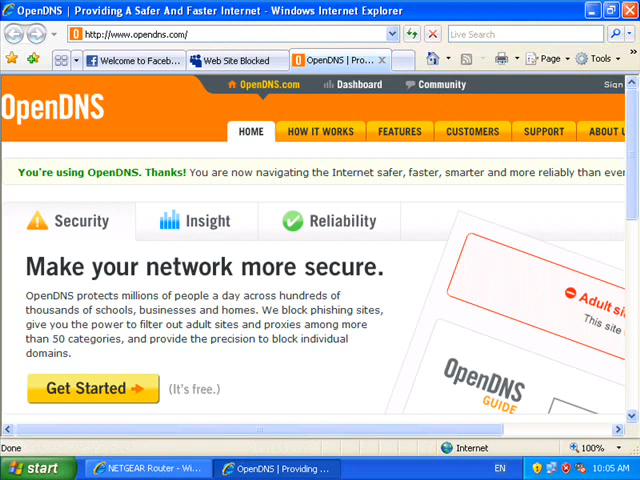 OpenDNS | Providing A Safer And Faster Internet - Windows Internet Explorer
http://www.opendns.com/
Live Search
Welcome to Faceb...
Web Site Blocked
OpenDNS | Pro...
Page
Tools
OpenDNS.com
Dashboard
Community
Sign
OpenDNS
HOME
HOW IT WORKS
FEATURES
CUSTOMERS
SUPPORT
ABOUT U
You're using OpenDNS. Thanks! You are now navigating the Internet safer, faster, smarter and more reliably than ever
Security
Insight
Reliability
Make your network more secure.
OpenDNS protects millions of people a day across hundreds of
thousands of schools, businesses and homes. We block phishing sites,
give you the power to filter out adult sites and proxies among more
than 50 categories, and provide the precision to block individual
domains.
Get Started
(It's free.)
Adult si
This site
OpenDNS
GUIDE
Done
Internet
100%
start
NETGEAR Router - Wi...
OpenDNS | Providing ...
EN
10:05 AM